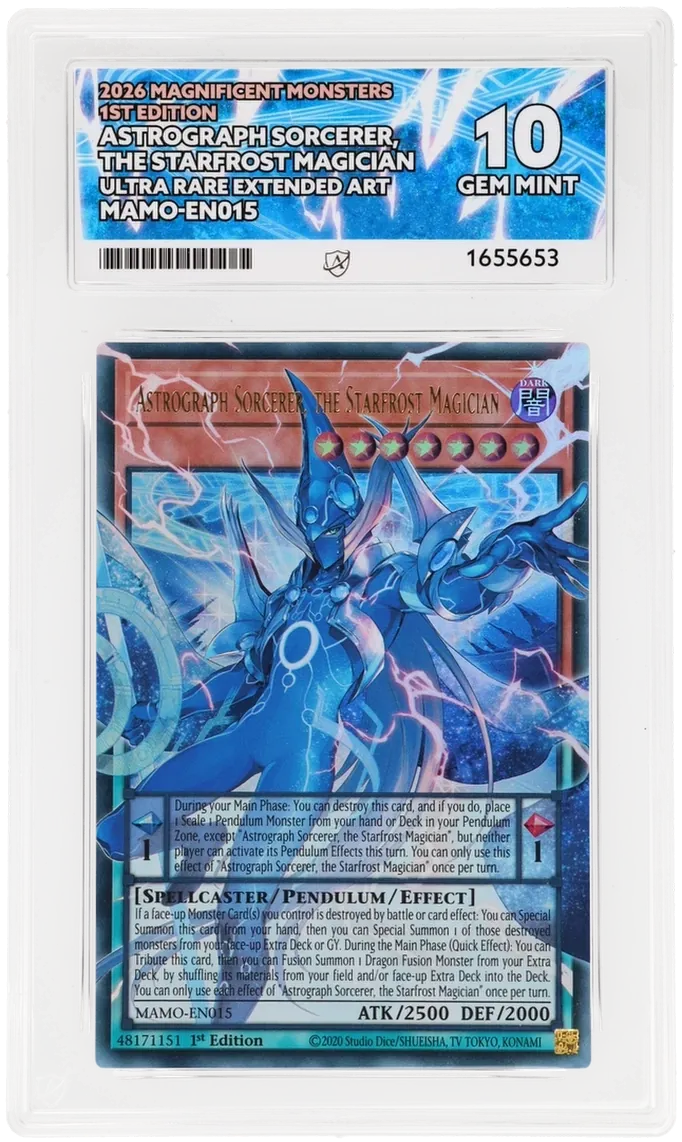 2026 MAGNIFICENT MONSTERS
1ST EDITION
ASTROGRAPH SORCERER,
THE STARFROST MAGICIAN
ULTRA RARE EXTENDED ART
MAMO-EN015
10
GEM MINT
1655653
Astrograph Sorcerer, the Starfrost Magician
DARK
闇
During your Main Phase: You can destroy this card, and if you do, place
1 Scale 1 Pendulum Monster from your hand or Deck in your Pendulum
Zone, except "Astrograph Sorcerer, the Starfrost Magician", but neither
player can activate its Pendulum Effects this turn. You can only use this
effect of "Astrograph Sorcerer, the Starfrost Magician" once per turn.
1
1
[Spellcaster/Pendulum/Effect]
If a face-up Monster Card(s) you control is destroyed by battle or card effect: You can Special
Summon this card from your hand, then you can Special Summon 1 of those destroyed
monsters from your face-up Extra Deck or GY. During the Main Phase (Quick Effect): You can
Tribute this card, then you can Fusion Summon 1 Dragon Fusion Monster from your Extra
Deck, by shuffling its materials from your field and/or face-up Extra Deck into the Deck.
You can only use each effect of "Astrograph Sorcerer, the Starfrost Magician" once per turn.
MAMO-EN015
ATK/2500 DEF/2000
48171151 1st Edition
©2020 Studio Dice/SHUEISHA, TV TOKYO, KONAMI